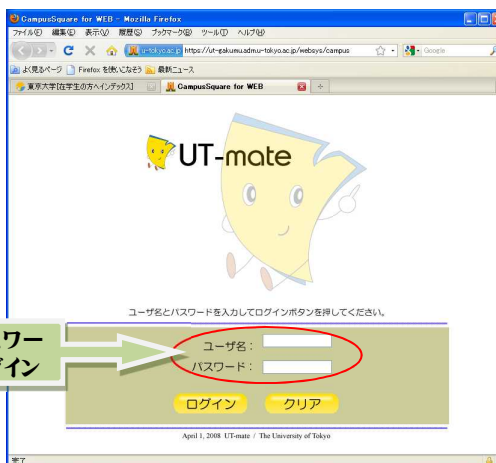 CampusSquare for WEB - Mozilla Firefox
ファイル(F) 編集(E) 表示(V) 履歴(S) ブックマーク(B) ツール(T) ヘルプ(H)
u-tokyo.ac.jp https://ut-gakumu.adm.u-tokyo.ac.jp/websys/campus Google
よく見るページ Firefox を使いこなそう 最新ニュース
東京大学[在学生の方へインデックス] CampusSquare for WEB
UT-mate
ユーザ名とパスワードを入力してログインボタンを押してください。
ワー
イン
ユーザ名：
パスワード：
ログイン クリア
April 1, 2008 UT-mate / The University of Tokyo
完了